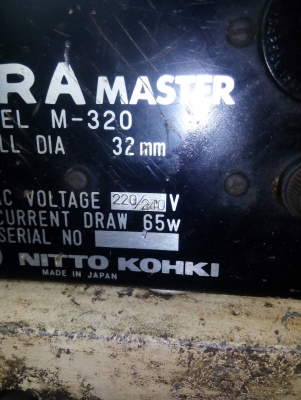 RA MASTER
EL M-320
LL DIA 32mm
C VOLTAGE 220/240 V
CURRENT DRAW 65w
SERIAL NO
NITTO KOHKI
MADE IN JAPAN